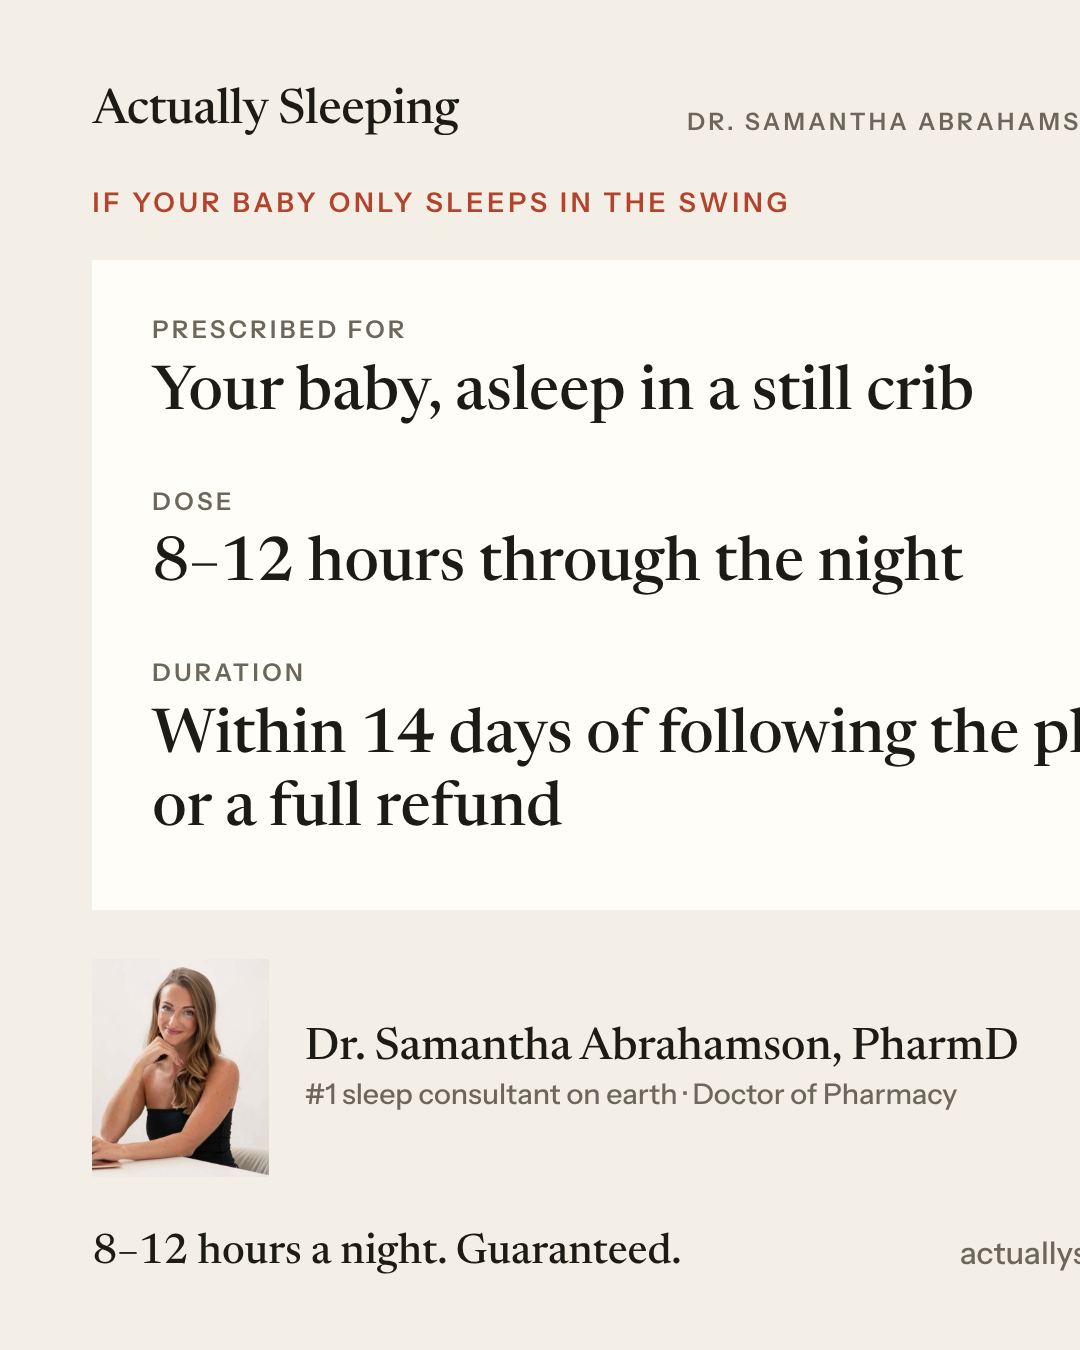 Actually Sleeping
DR. SAMANTHA ABRAHAMS
IF YOUR BABY ONLY SLEEPS IN THE SWING
PRESCRIBED FOR
Your baby, asleep in a still crib
DOSE
8–12 hours through the night
DURATION
Within 14 days of following the
or a full refund
Dr. Samantha Abrahamson, PharmD
#1 sleep consultant on earth · Doctor of Pharmacy
8–12 hours a night. Guaranteed.